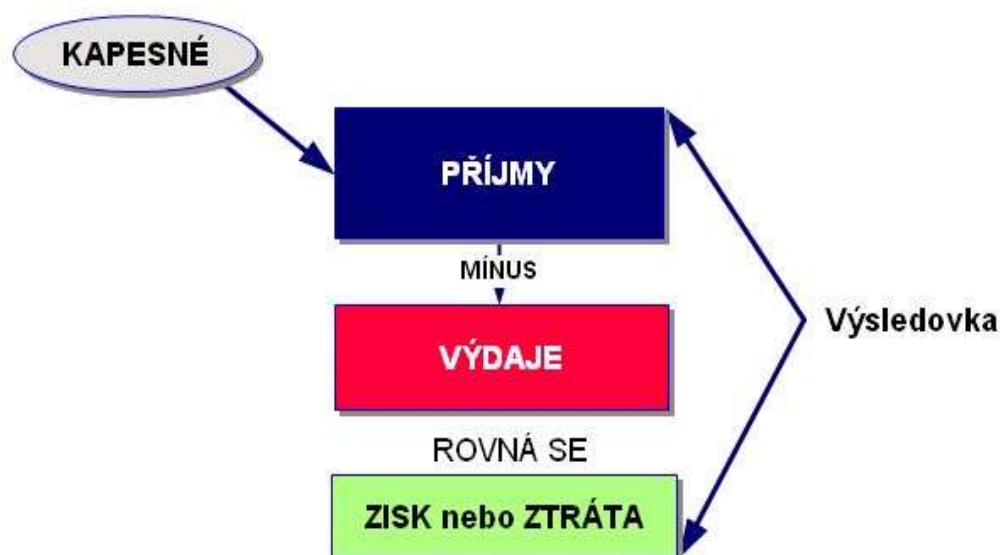 KAPESNÉ
PŘÍJMY
MÍNUS
Výsledovka
VÝDAJE
ROVNÁ SE
ZISK nebo ZTRÁTA